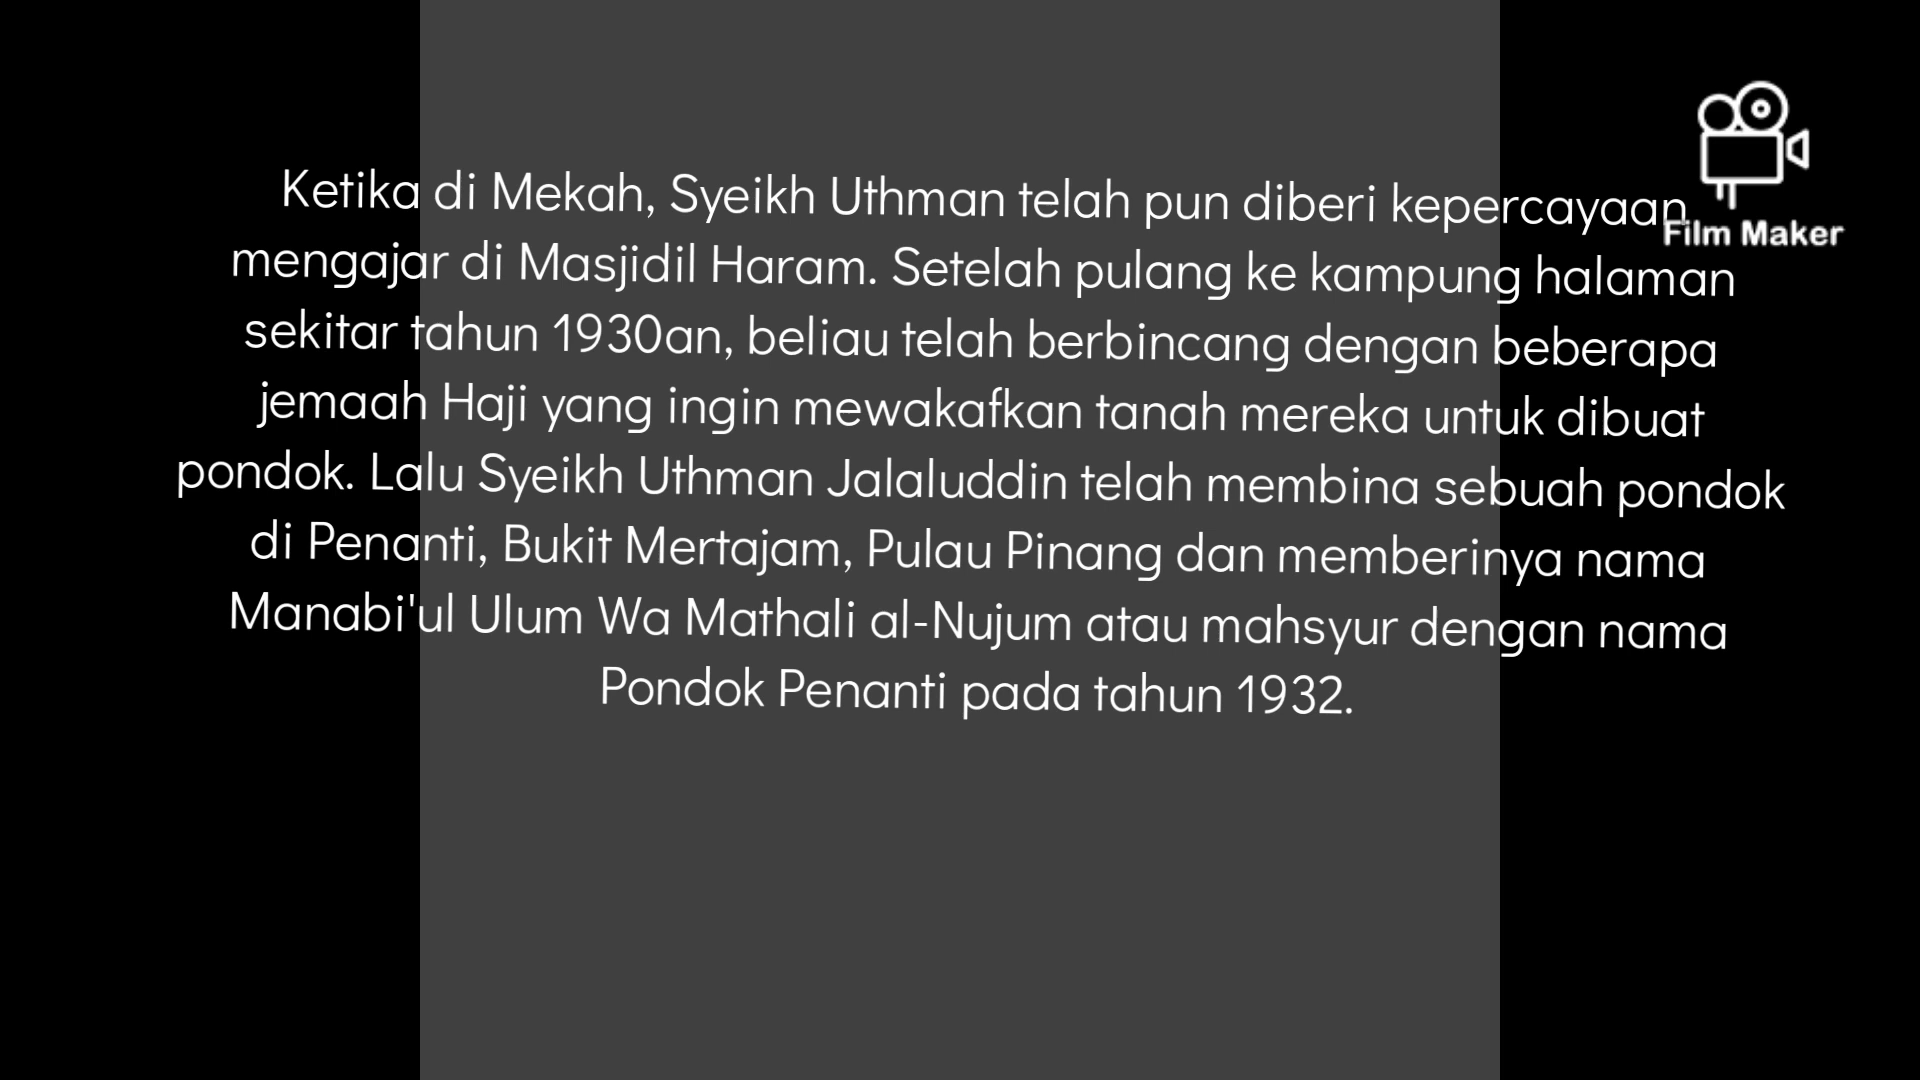 Ketika di Mekah, Syeikh Uthman telah pun diberi kepercayaan
mengajar di Masjidil Haram. Setelah pulang ke kampung halaman
sekitar tahun 1930an, beliau telah berbincang dengan beberapa
jemaah Haji yang ingin mewakafkan tanah mereka untuk dibuat
pondok. Lalu Syeikh Uthman Jalaluddin telah membina sebuah pondok
di Penanti, Bukit Mertajam, Pulau Pinang dan memberinya nama
Manabi'ul Ulum Wa Mathali al-Nujum atau mahsyur dengan nama
Pondok Penanti pada tahun 1932.
Film Maker